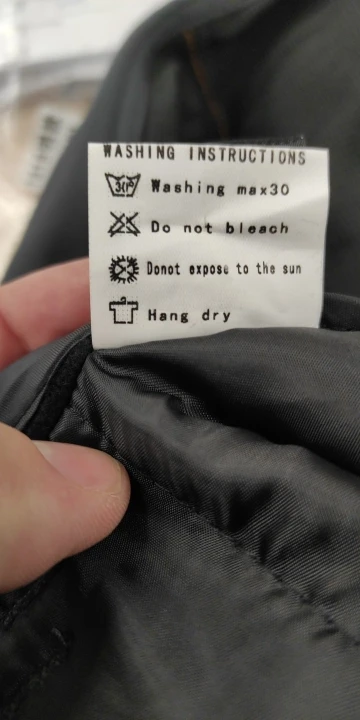 WASHING INSTRUCTIONS
30° Washing max30
Do not bleach
Donot expose to the sun
Hang dry